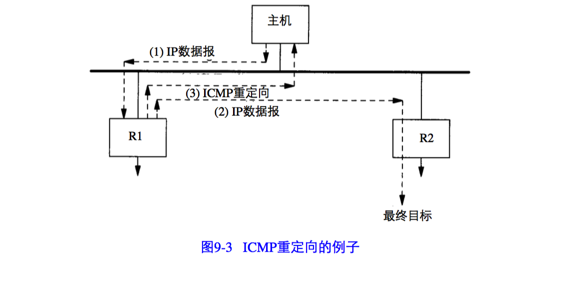 主机
(1) IP数据报
(3) ICMP重定向
(2) IP数据报
R1
R2
最终目标
图9-3 ICMP重定向的例子